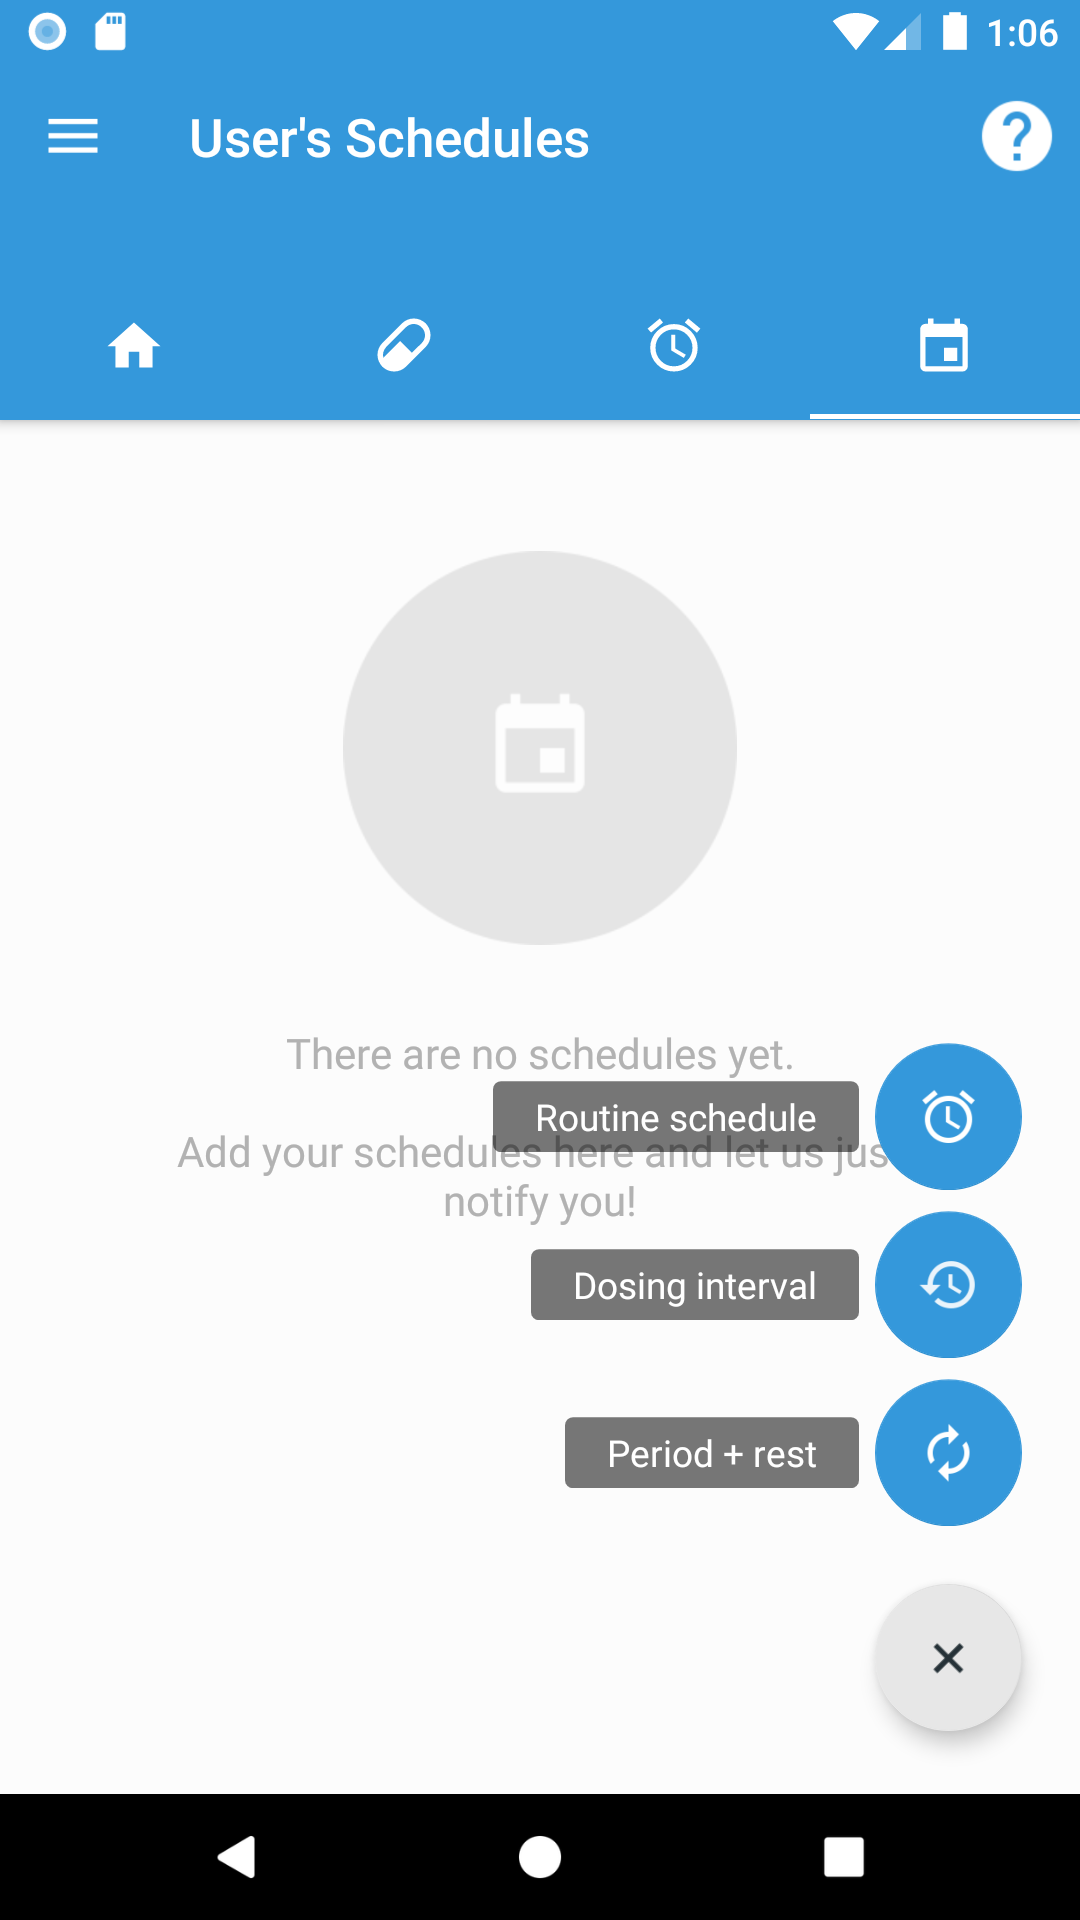 1:06
User's Schedules
There are no schedules yet.
Routine schedule
Add your schedules here and let us jus
notify you!
Dosing interval
Period + rest